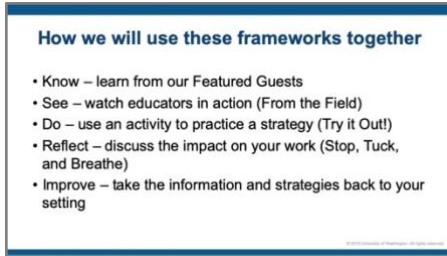 How we will use these frameworks together
• Know – learn from our Featured Guests
• See – watch educators in action (From the Field)
• Do – use an activity to practice a strategy (Try it Out!)
• Reflect – discuss the impact on your work (Stop, Tuck,
and Breathe)
• Improve – take the information and strategies back to your
setting